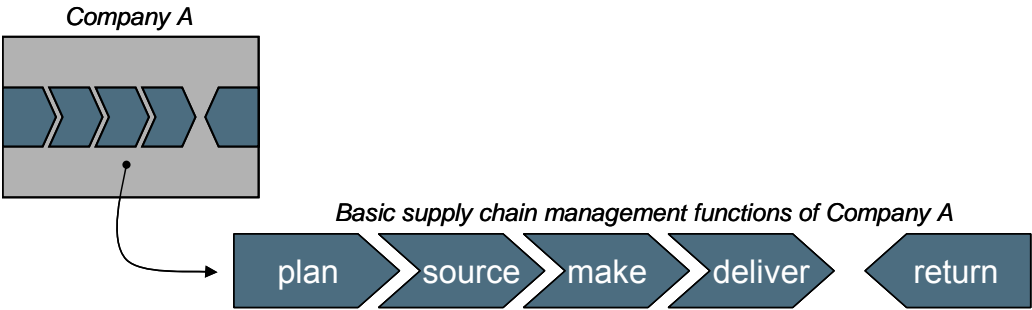 Company A
Basic supply chain management functions of Company A
plan source make deliver return